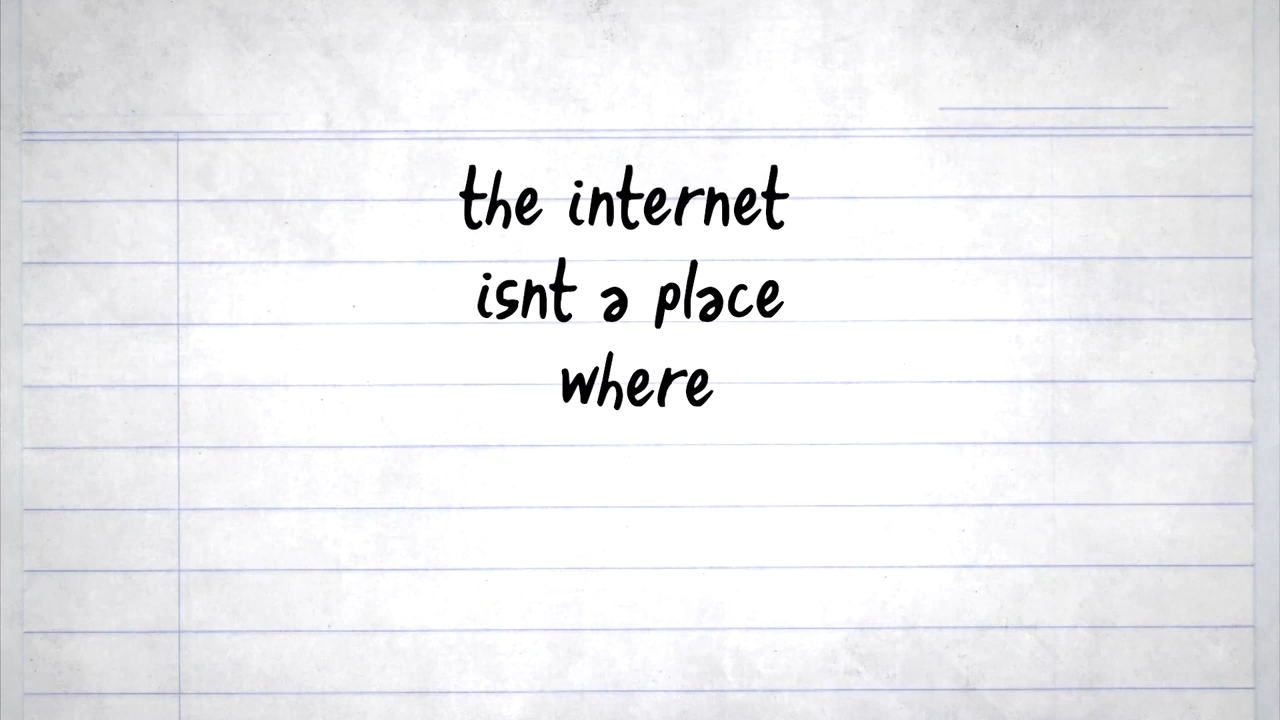 the internet
isnt a place
where